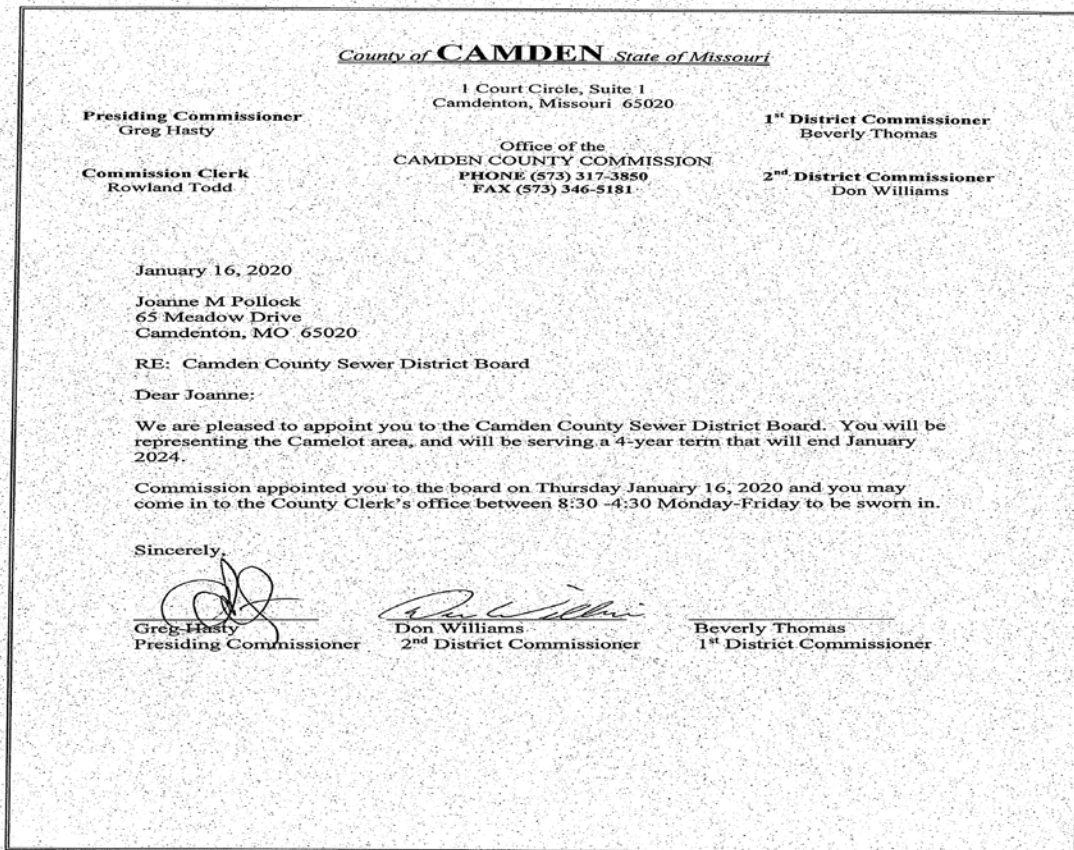 County of CAMDEN State of Missouri
1 Court Circle, Suite 1
Camdenton, Missouri 65020
Presiding Commissioner
Greg Hasty
1st District Commissioner
Beverly Thomas
Office of the
CAMDEN COUNTY COMMISSION
PHONE (573) 317-3850
FAX (573) 346-5181
Commission Clerk
Rowland Todd
2nd District Commissioner
Don Williams
January 16, 2020
Joanne M Pollock
65 Meadow Drive
Camdenton, MO 65020
RE: Camden County Sewer District Board
Dear Joanne:
We are pleased to appoint you to the Camden County Sewer District Board. You will be
representing the Camelot area, and will be serving a 4-year term that will end January
2024.
Commission appointed you to the board on Thursday January 16, 2020 and you may
come in to the County Clerk's office between 8:30 -4:30 Monday-Friday to be sworn in.
Sincerely,
Don Williams
Greg Hasty
Presiding Commissioner
Don Williams
2nd District Commissioner
Beverly Thomas
1st District Commissioner